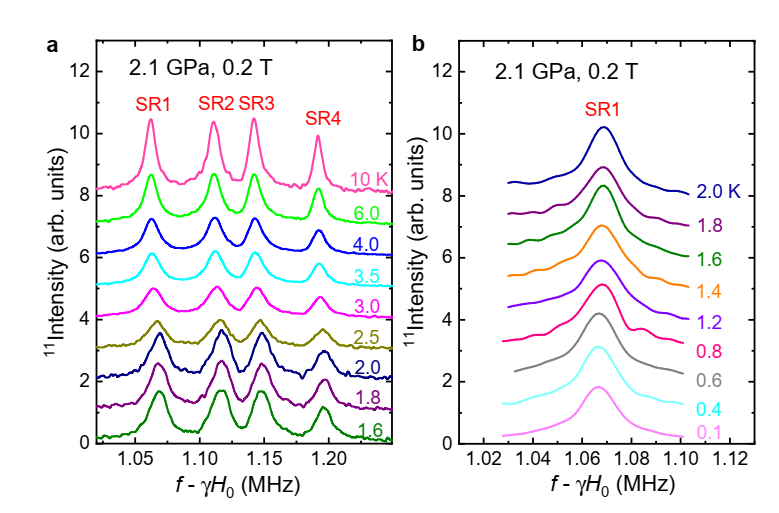 a
2.1 GPa, 0.2 T
SR1 SR2 SR3 SR4
10 K
6.0
4.0
3.5
3.0
2.5
2.0
1.8
1.6
12
10
8
6
4
2
0
1.05 1.10 1.15 1.20
¹¹Intensity (arb. units)
f - γH₀ (MHz)
b
2.1 GPa, 0.2 T
SR1
2.0 K
1.8
1.6
1.4
1.2
0.8
0.6
0.4
0.1
12
10
8
6
4
2
0
1.02 1.04 1.06 1.08 1.10 1.12
¹¹Intensity (arb. units)
f - γH₀ (MHz)